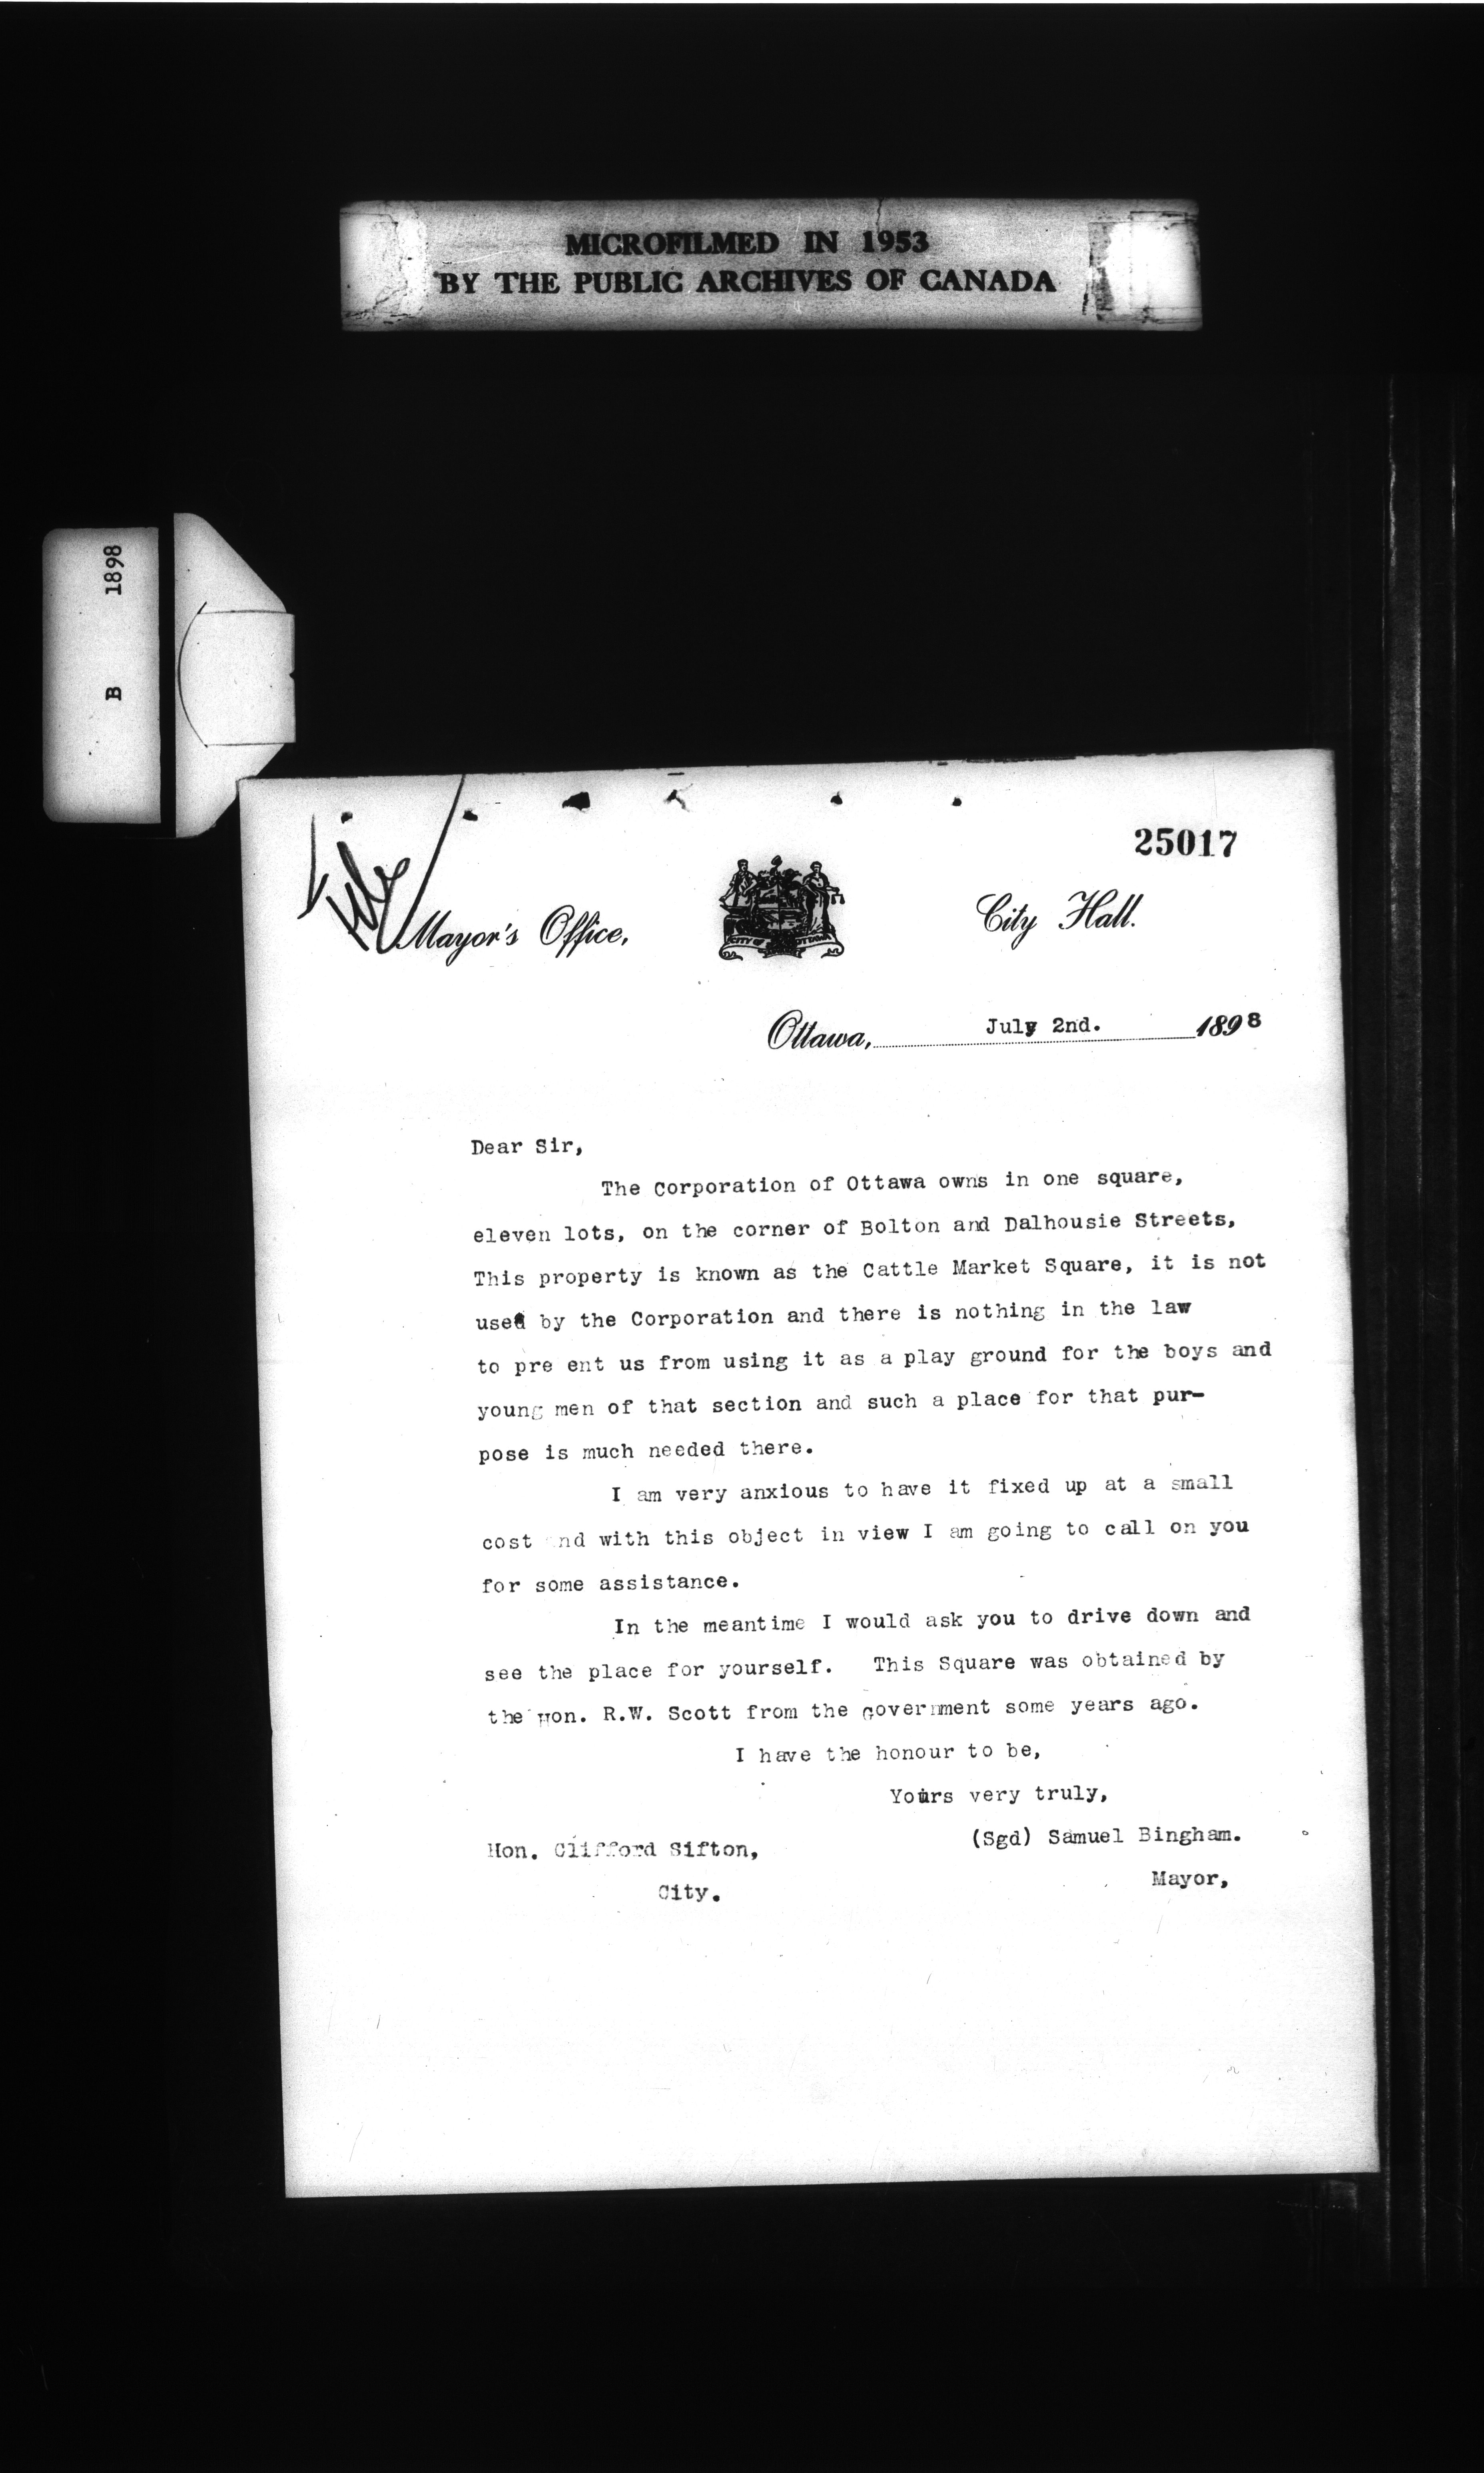 MICROFILMED IN 1953
BY THE PUBLIC ARCHIVES OF CANADA
B 1898
25017
File
Mayor's Office,
CITY OF OTTAWA
City Hall.
Ottawa, July 2nd. 1898
Dear Sir,
The Corporation of Ottawa owns in one square,
eleven lots, on the corner of Bolton and Dalhousie Streets,
This property is known as the Cattle Market Square, it is not
used by the Corporation and there is nothing in the law
to pre ent us from using it as a play ground for the boys and
young men of that section and such a place for that pur-
pose is much needed there.
I am very anxious to have it fixed up at a small
cost and with this object in view I am going to call on you
for some assistance.
In the meantime I would ask you to drive down and
see the place for yourself. This Square was obtained by
the Hon. R.W. Scott from the government some years ago.
I have the honour to be,
Yours very truly,
(Sgd) Samuel Bingham.
Mayor,
Hon. Clifford Sifton,
City.